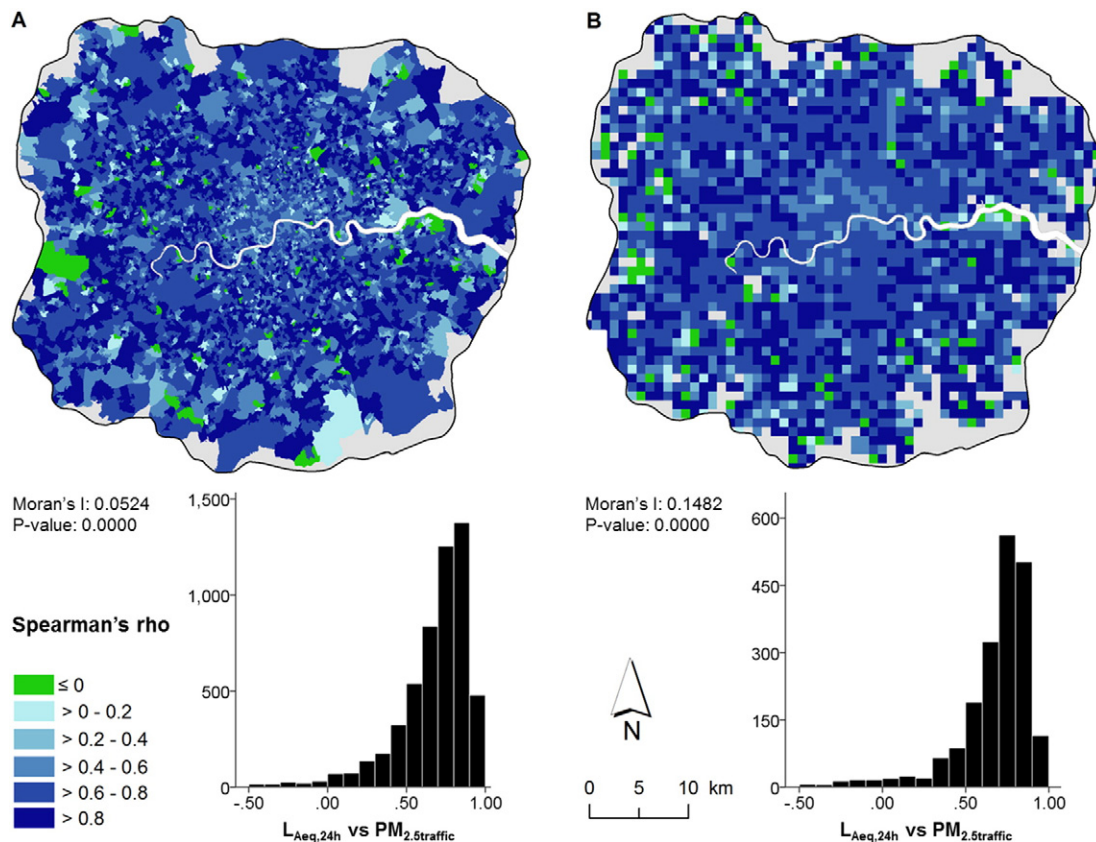 A
B
Moran's I: 0.0524
P-value: 0.0000
Moran's I: 0.1482
P-value: 0.0000
Spearman's rho
≤ 0
> 0 - 0.2
> 0.2 - 0.4
> 0.4 - 0.6
> 0.6 - 0.8
> 0.8
1,500
1,000
500
0
-.50 .00 .50 1.00
LAeq,24h vs PM2.5traffic
N
0 5 10 km
600
450
300
150
0
-.50 .00 .50 1.00
LAeq,24h vs PM2.5traffic